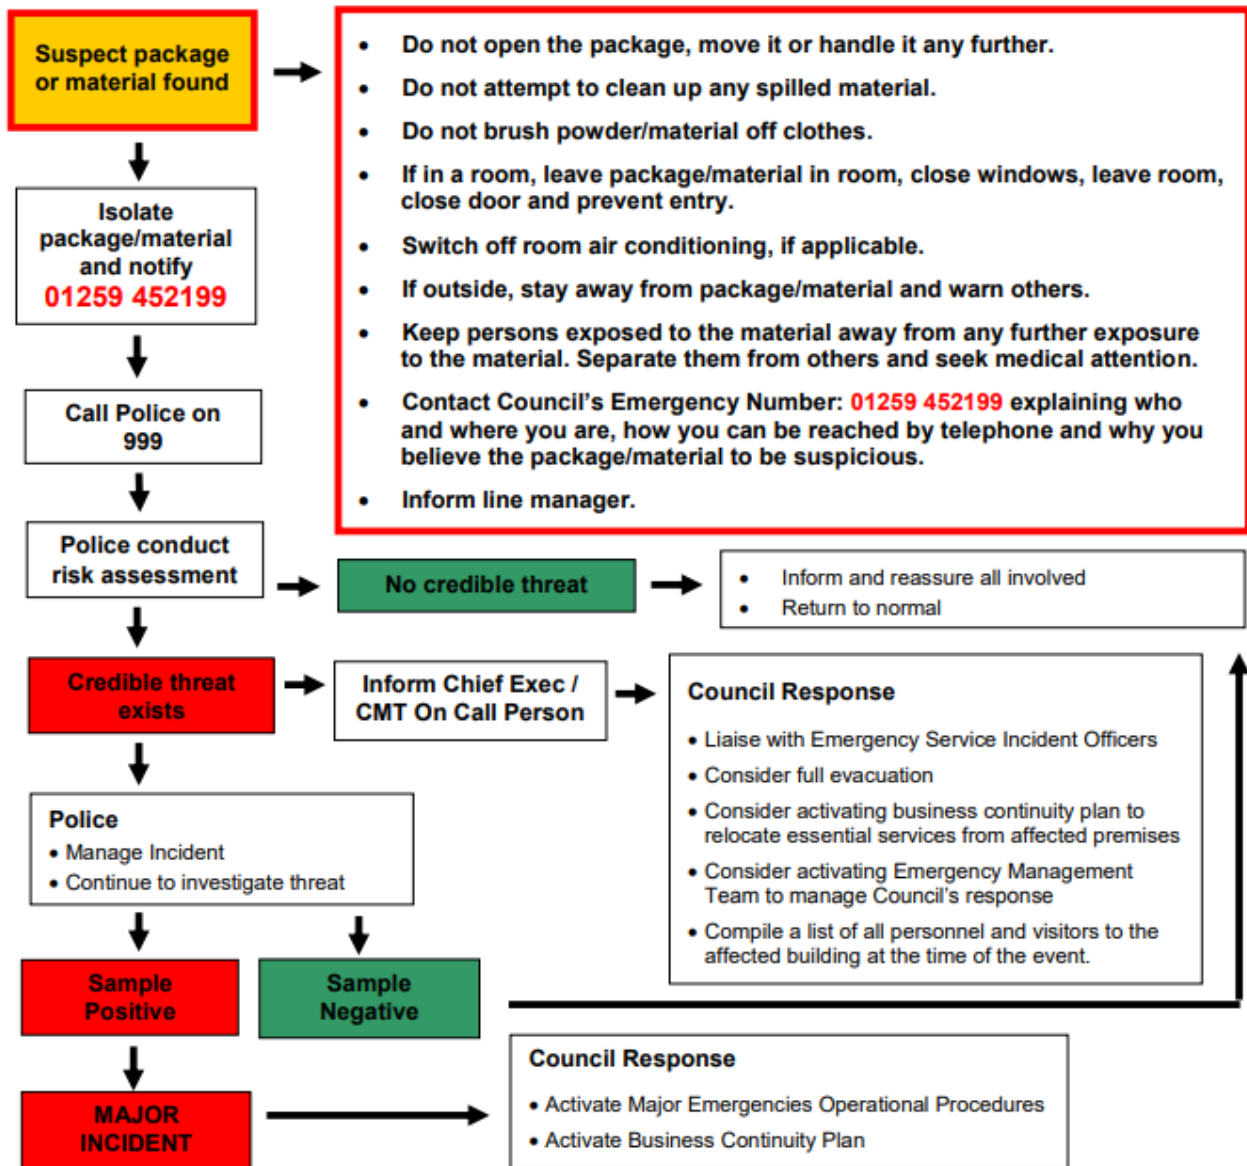 Suspect package
or material found
• Do not open the package, move it or handle it any further.
• Do not attempt to clean up any spilled material.
• Do not brush powder/material off clothes.
• If in a room, leave package/material in room, close windows, leave room,
close door and prevent entry.
• Switch off room air conditioning, if applicable.
• If outside, stay away from package/material and warn others.
• Keep persons exposed to the material away from any further exposure
to the material. Separate them from others and seek medical attention.
• Contact Council's Emergency Number: 01259 452199 explaining who
and where you are, how you can be reached by telephone and why you
believe the package/material to be suspicious.
• Inform line manager.
Isolate
package/material
and notify
01259 452199
Call Police on
999
Police conduct
risk assessment
No credible threat
• Inform and reassure all involved
• Return to normal
Credible threat
exists
Inform Chief Exec /
CMT On Call Person
Council Response
• Liaise with Emergency Service Incident Officers
• Consider full evacuation
• Consider activating business continuity plan to
relocate essential services from affected premises
• Consider activating Emergency Management
Team to manage Council's response
• Compile a list of all personnel and visitors to the
affected building at the time of the event.
Police
• Manage Incident
• Continue to investigate threat
Sample
Positive
Sample
Negative
MAJOR
INCIDENT
Council Response
• Activate Major Emergencies Operational Procedures
• Activate Business Continuity Plan